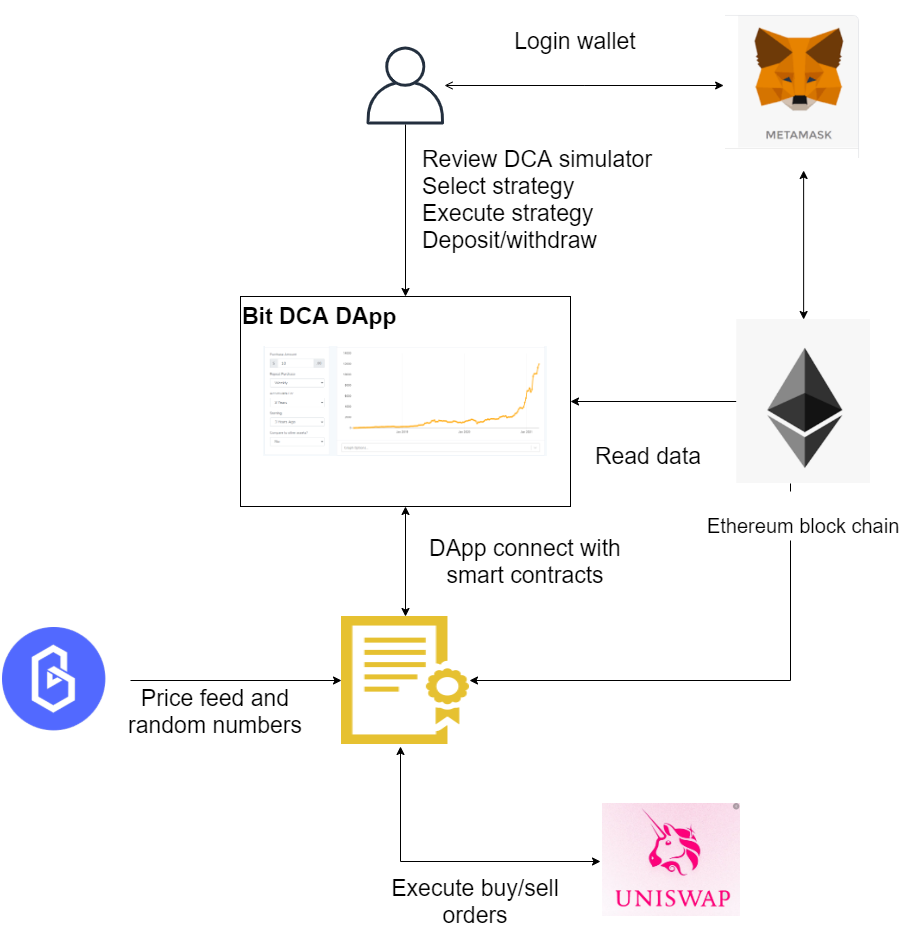 Login wallet
METAMASK
Review DCA simulator
Select strategy
Execute strategy
Deposit/withdraw
Bit DCA DApp
Read data
Ethereum block chain
DApp connect with
smart contracts
Price feed and
random numbers
Execute buy/sell
orders
UNISWAP